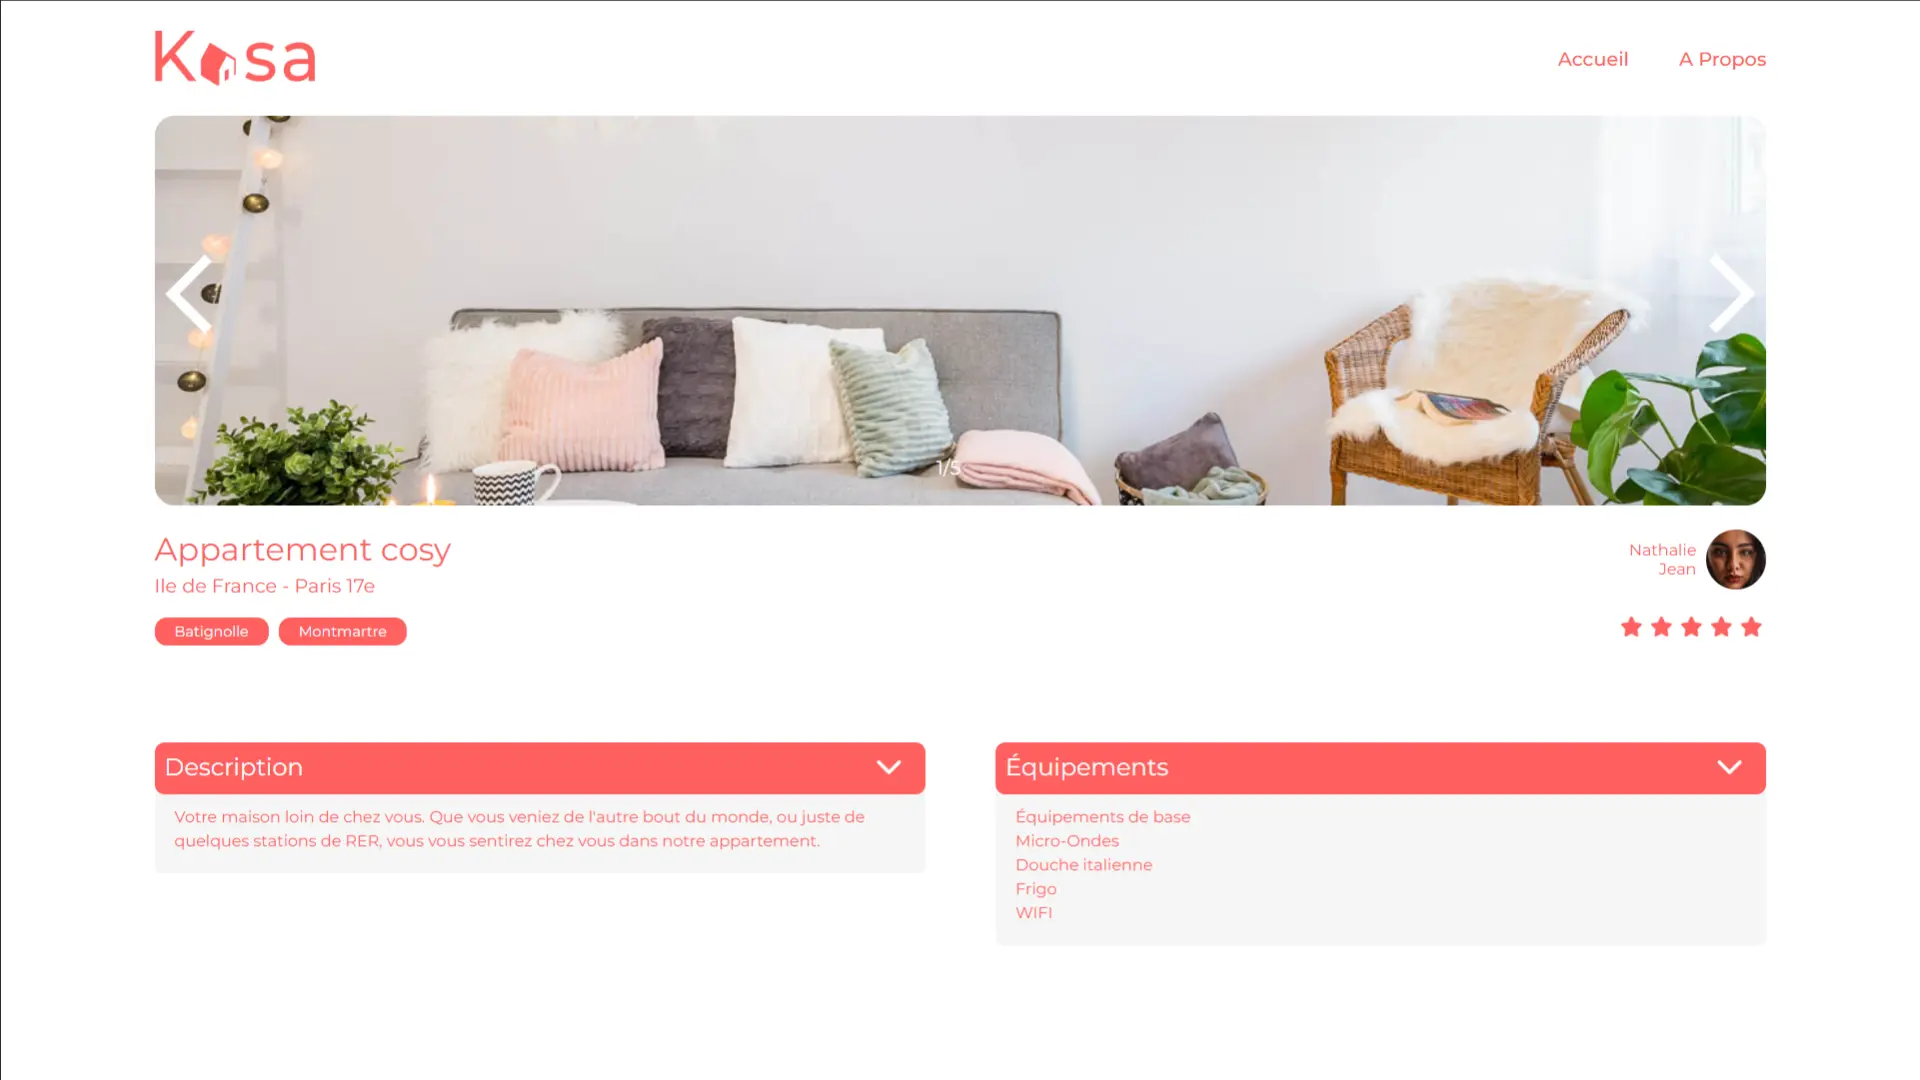 Kasa
Accueil
A Propos
1/5
Appartement cosy
Ile de France - Paris 17e
Batignolle
Montmartre
Nathalie
Jean
Description
Votre maison loin de chez vous. Que vous veniez de l'autre bout du monde, ou juste de
quelques stations de RER, vous vous sentirez chez vous dans notre appartement.
Équipements
Équipements de base
Micro-Ondes
Douche italienne
Frigo
WIFI